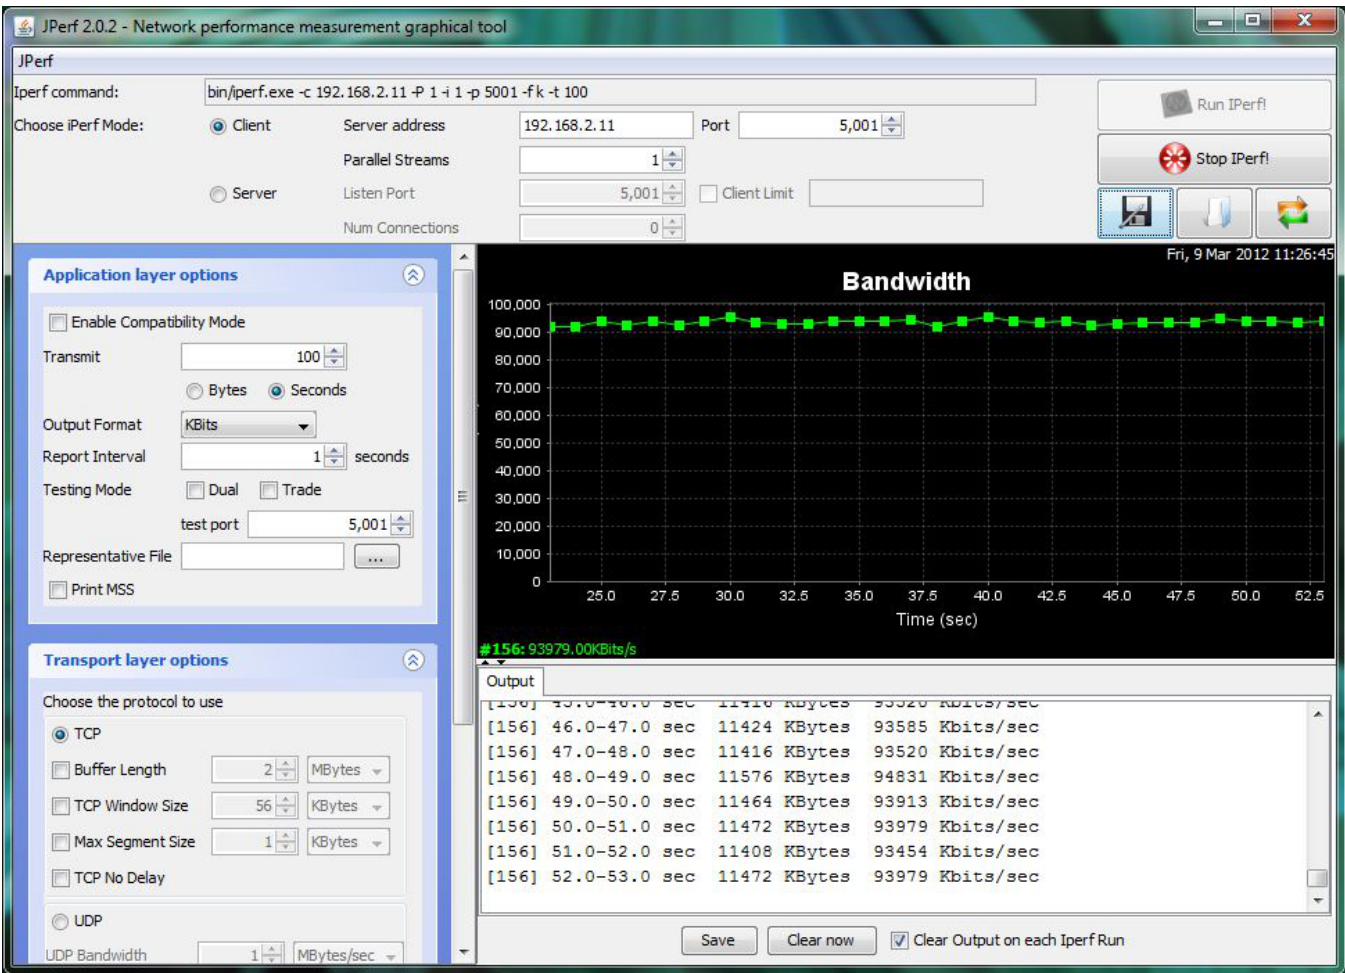 JPerf 2.0.2 - Network performance measurement graphical tool
JPerf
Iperf command: bin/iperf.exe -c 192.168.2.11 -P 1 -i 1 -p 5001 -f k -t 100
Run IPerf!
Choose iPerf Mode: Client Server address 192.168.2.11 Port 5,001
Parallel Streams 1
Stop IPerf!
Server Listen Port 5,001 Client Limit
Num Connections 0
Application layer options
Enable Compatibility Mode
Transmit 100
Bytes Seconds
Output Format KBits
Report Interval 1 seconds
Testing Mode Dual Trade
test port 5,001
Representative File ...
Print MSS
Transport layer options
Choose the protocol to use
TCP
Buffer Length 2 MBytes
TCP Window Size 56 KBytes
Max Segment Size 1 KBytes
TCP No Delay
UDP
UDP Bandwidth 1 MBytes/sec
Fri, 9 Mar 2012 11:26:45
Bandwidth
100,000
90,000
80,000
70,000
60,000
50,000
40,000
30,000
20,000
10,000
0
25.0 27.5 30.0 32.5 35.0 37.5 40.0 42.5 45.0 47.5 50.0 52.5
Time (sec)
#156: 93979.00KBits/s
Output
[156] 45.0-46.0 sec 11416 KBytes 93520 Kbits/sec
[156] 46.0-47.0 sec 11424 KBytes 93585 Kbits/sec
[156] 47.0-48.0 sec 11416 KBytes 93520 Kbits/sec
[156] 48.0-49.0 sec 11576 KBytes 94831 Kbits/sec
[156] 49.0-50.0 sec 11464 KBytes 93913 Kbits/sec
[156] 50.0-51.0 sec 11472 KBytes 93979 Kbits/sec
[156] 51.0-52.0 sec 11408 KBytes 93454 Kbits/sec
[156] 52.0-53.0 sec 11472 KBytes 93979 Kbits/sec
Save Clear now Clear Output on each Iperf Run